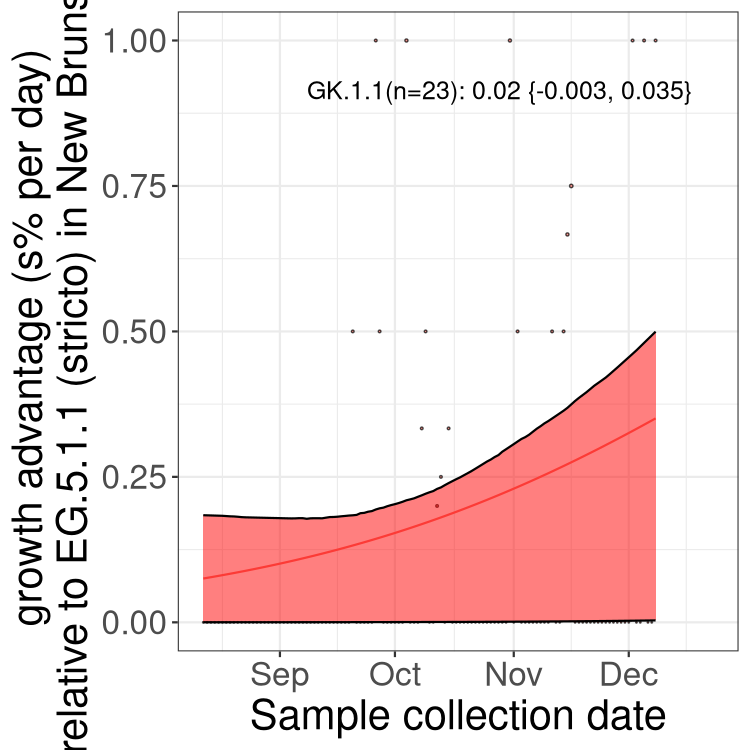 growth advantage (s% per day)
relative to EG.5.1.1 (stricto) in New Bruns
1.00
0.75
0.50
0.25
0.00
GK.1.1(n=23): 0.02 {-0.003, 0.035}
Sep Oct Nov Dec
Sample collection date